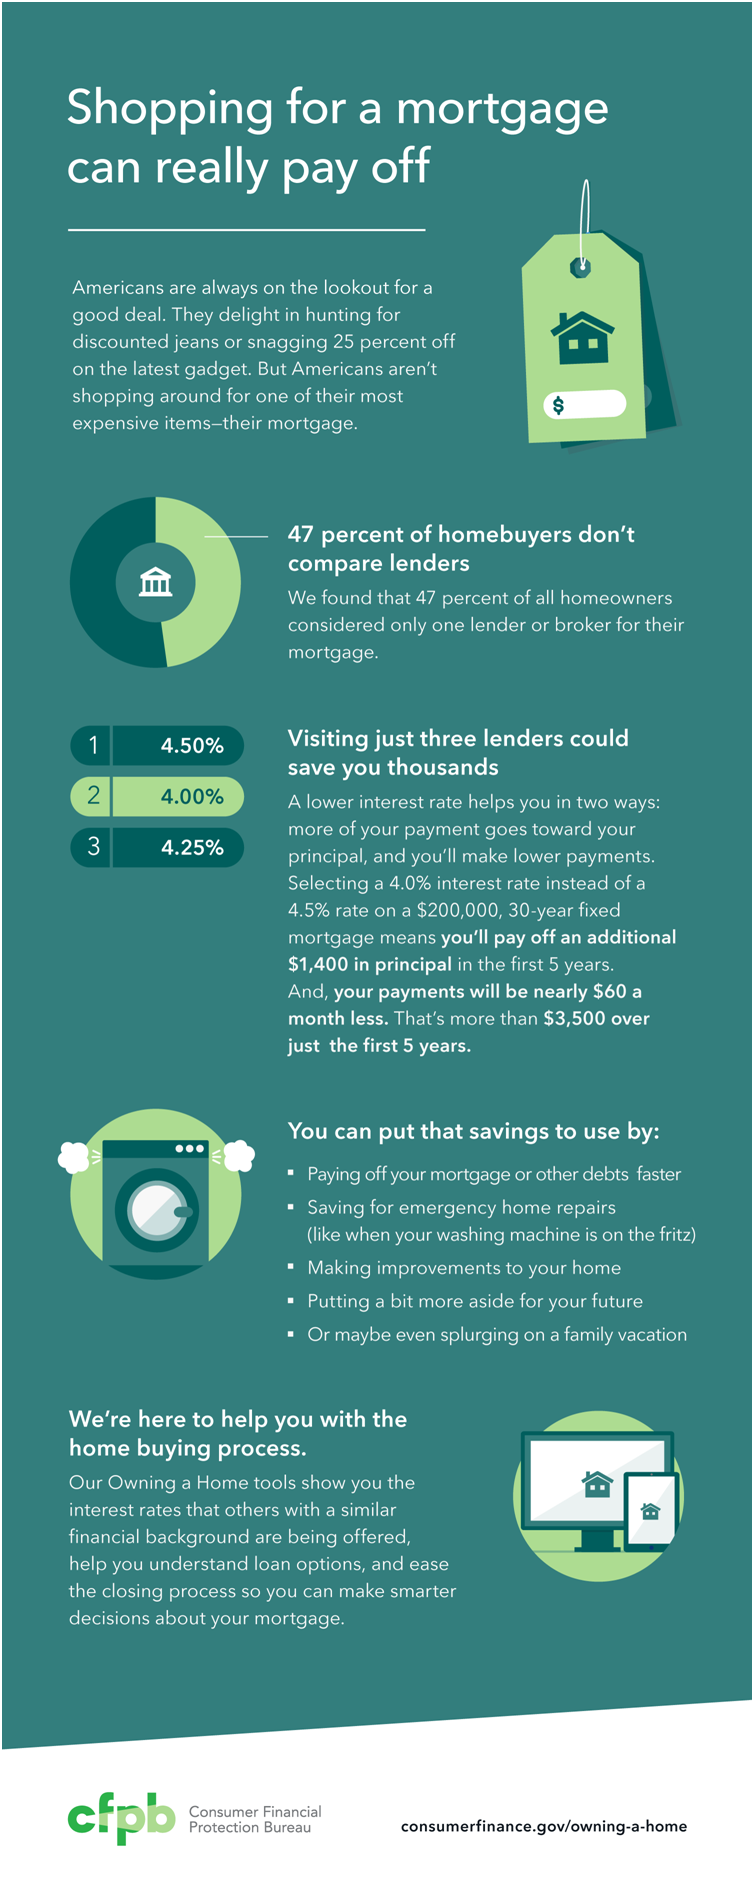 Shopping for a mortgage
can really pay off
Americans are always on the lookout for a
good deal. They delight in hunting for
discounted jeans or snagging 25 percent off
on the latest gadget. But Americans aren't
shopping around for one of their most
expensive items—their mortgage.
$
47 percent of homebuyers don't
compare lenders
We found that 47 percent of all homeowners
considered only one lender or broker for their
mortgage.
1 4.50%
2 4.00%
3 4.25%
Visiting just three lenders could
save you thousands
A lower interest rate helps you in two ways:
more of your payment goes toward your
principal, and you'll make lower payments.
Selecting a 4.0% interest rate instead of a
4.5% rate on a $200,000, 30-year fixed
mortgage means you'll pay off an additional
$1,400 in principal in the first 5 years.
And, your payments will be nearly $60 a
month less. That's more than $3,500 over
just the first 5 years.
You can put that savings to use by:
▪ Paying off your mortgage or other debts faster
▪ Saving for emergency home repairs
(like when your washing machine is on the fritz)
▪ Making improvements to your home
▪ Putting a bit more aside for your future
▪ Or maybe even splurging on a family vacation
We're here to help you with the
home buying process.
Our Owning a Home tools show you the
interest rates that others with a similar
financial background are being offered,
help you understand loan options, and ease
the closing process so you can make smarter
decisions about your mortgage.
cfpb
Consumer Financial
Protection Bureau
consumerfinance.gov/owning-a-home